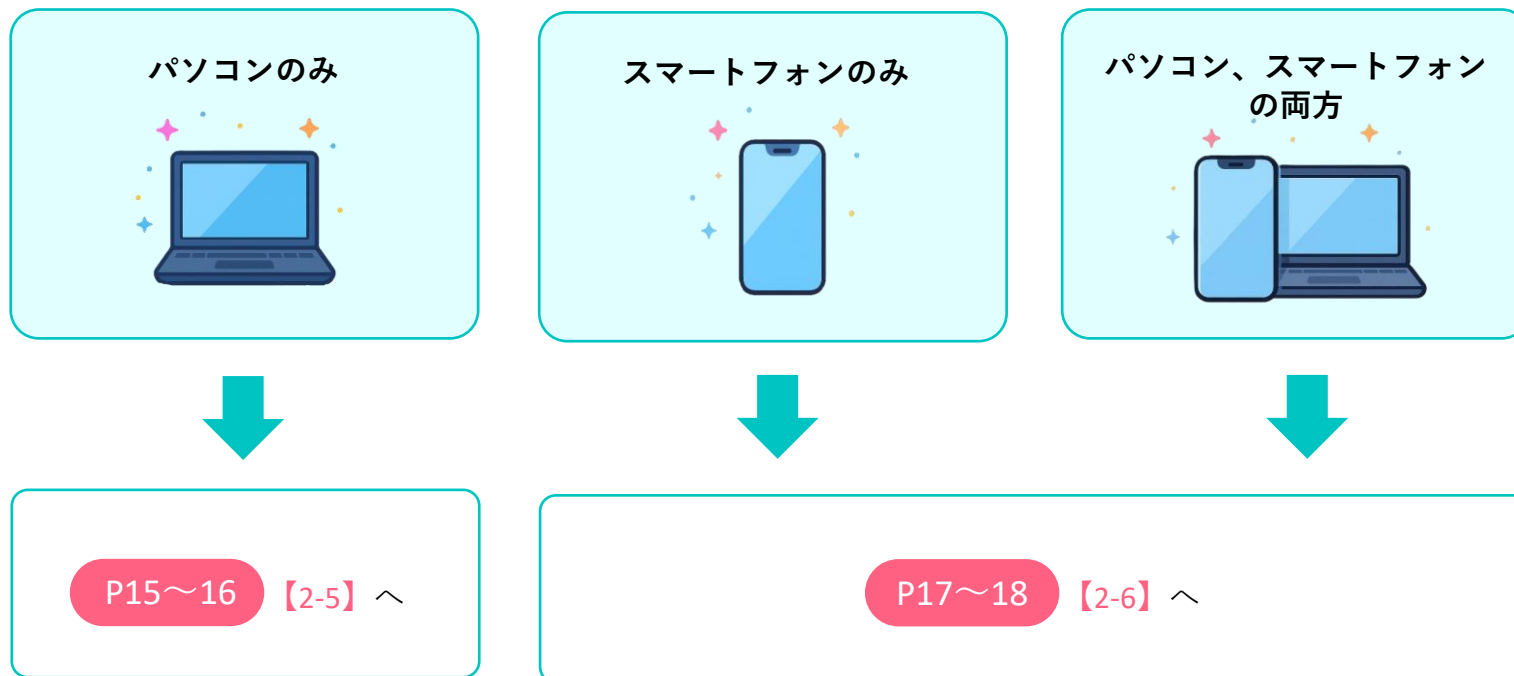 パソコンのみ
スマートフォンのみ
パソコン、スマートフォン
の両方
P15～16 【2-5】 へ
P17～18 【2-6】 へ